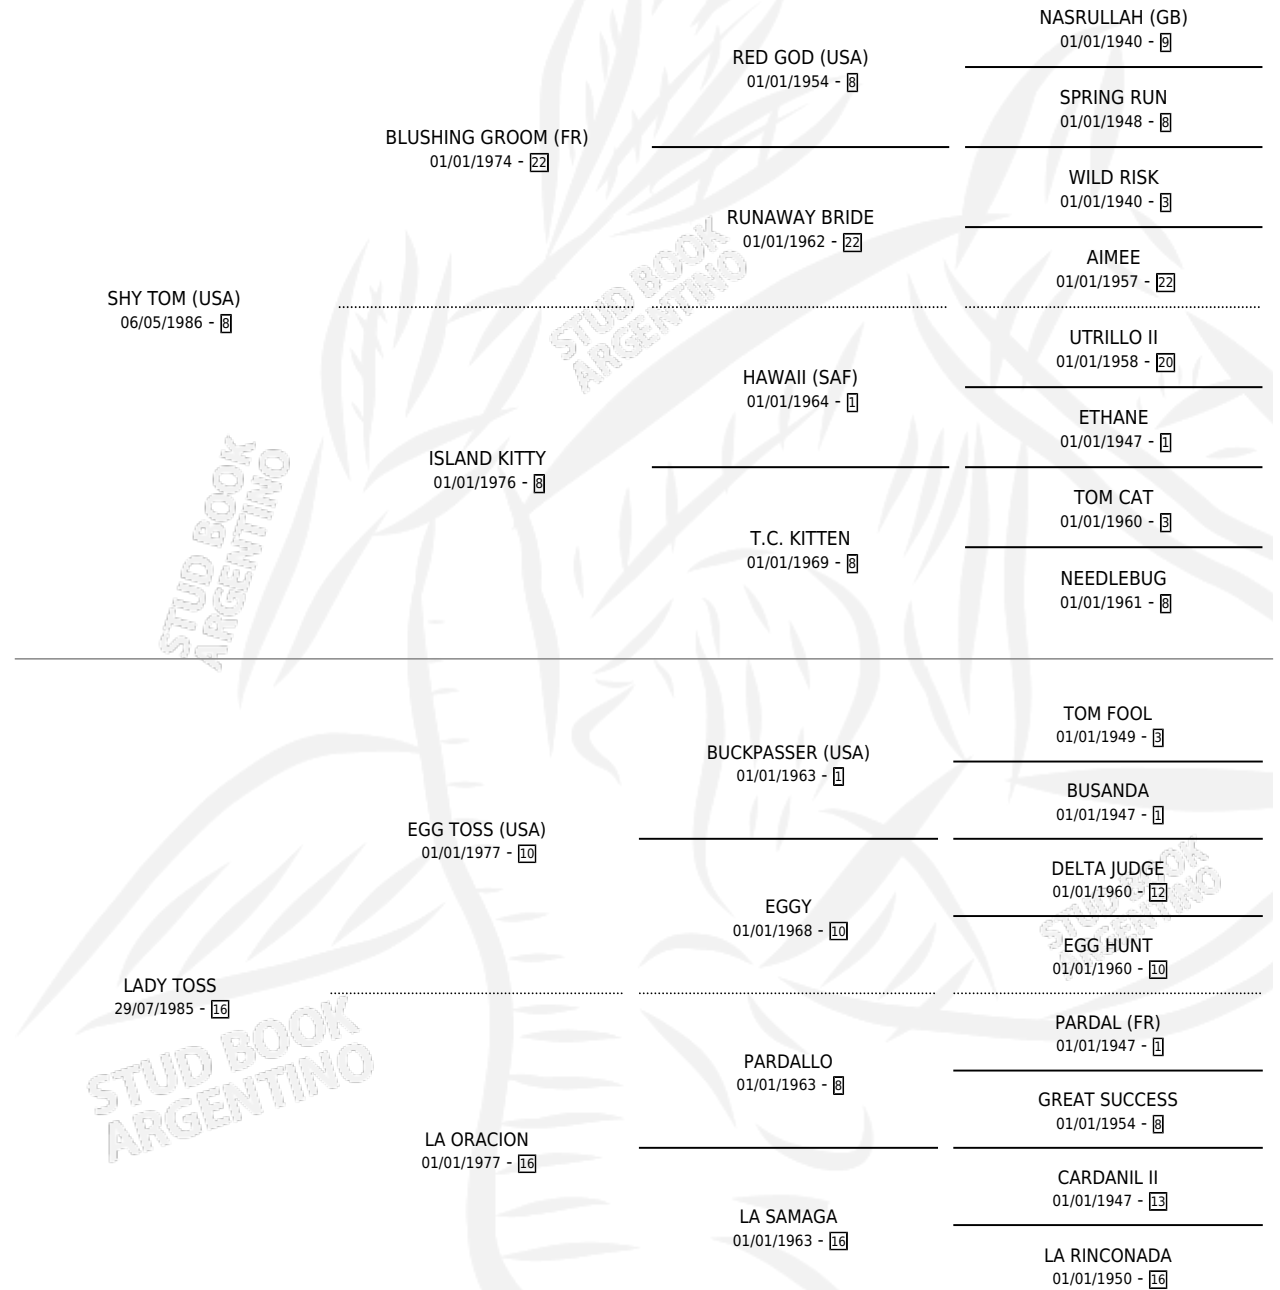 NASRULLAH (GB)
01/01/1940 - 9
RED GOD (USA)
01/01/1954 - 8
SPRING RUN
01/01/1948 - 8
BLUSHING GROOM (FR)
01/01/1974 - 22
WILD RISK
01/01/1940 - 3
RUNAWAY BRIDE
01/01/1962 - 22
AIMEE
01/01/1957 - 22
SHY TOM (USA)
06/05/1986 - 8
UTRILLO II
01/01/1958 - 20
HAWAII (SAF)
01/01/1964 - 1
ETHANE
01/01/1947 - 1
ISLAND KITTY
01/01/1976 - 8
TOM CAT
01/01/1960 - 3
T.C. KITTEN
01/01/1969 - 8
NEEDLEBUG
01/01/1961 - 8
TOM FOOL
01/01/1949 - 3
BUCKPASSER (USA)
01/01/1963 - 1
BUSANDA
01/01/1947 - 1
EGG TOSS (USA)
01/01/1977 - 10
DELTA JUDGE
01/01/1960 - 12
EGGY
01/01/1968 - 10
EGG HUNT
01/01/1960 - 10
LADY TOSS
29/07/1985 - 16
PARDAL (FR)
01/01/1947 - 1
PARDALLO
01/01/1963 - 8
GREAT SUCCESS
01/01/1954 - 8
LA ORACION
01/01/1977 - 16
CARDANIL II
01/01/1947 - 13
LA SAMAGA
01/01/1963 - 16
LA RINCONADA
01/01/1950 - 16
STUD BOOK
ARGENTINO
STUD BOOK
ARGENTINO
STUD BOOK
ARGENTINO
STUD BOOK
ARGENTINO